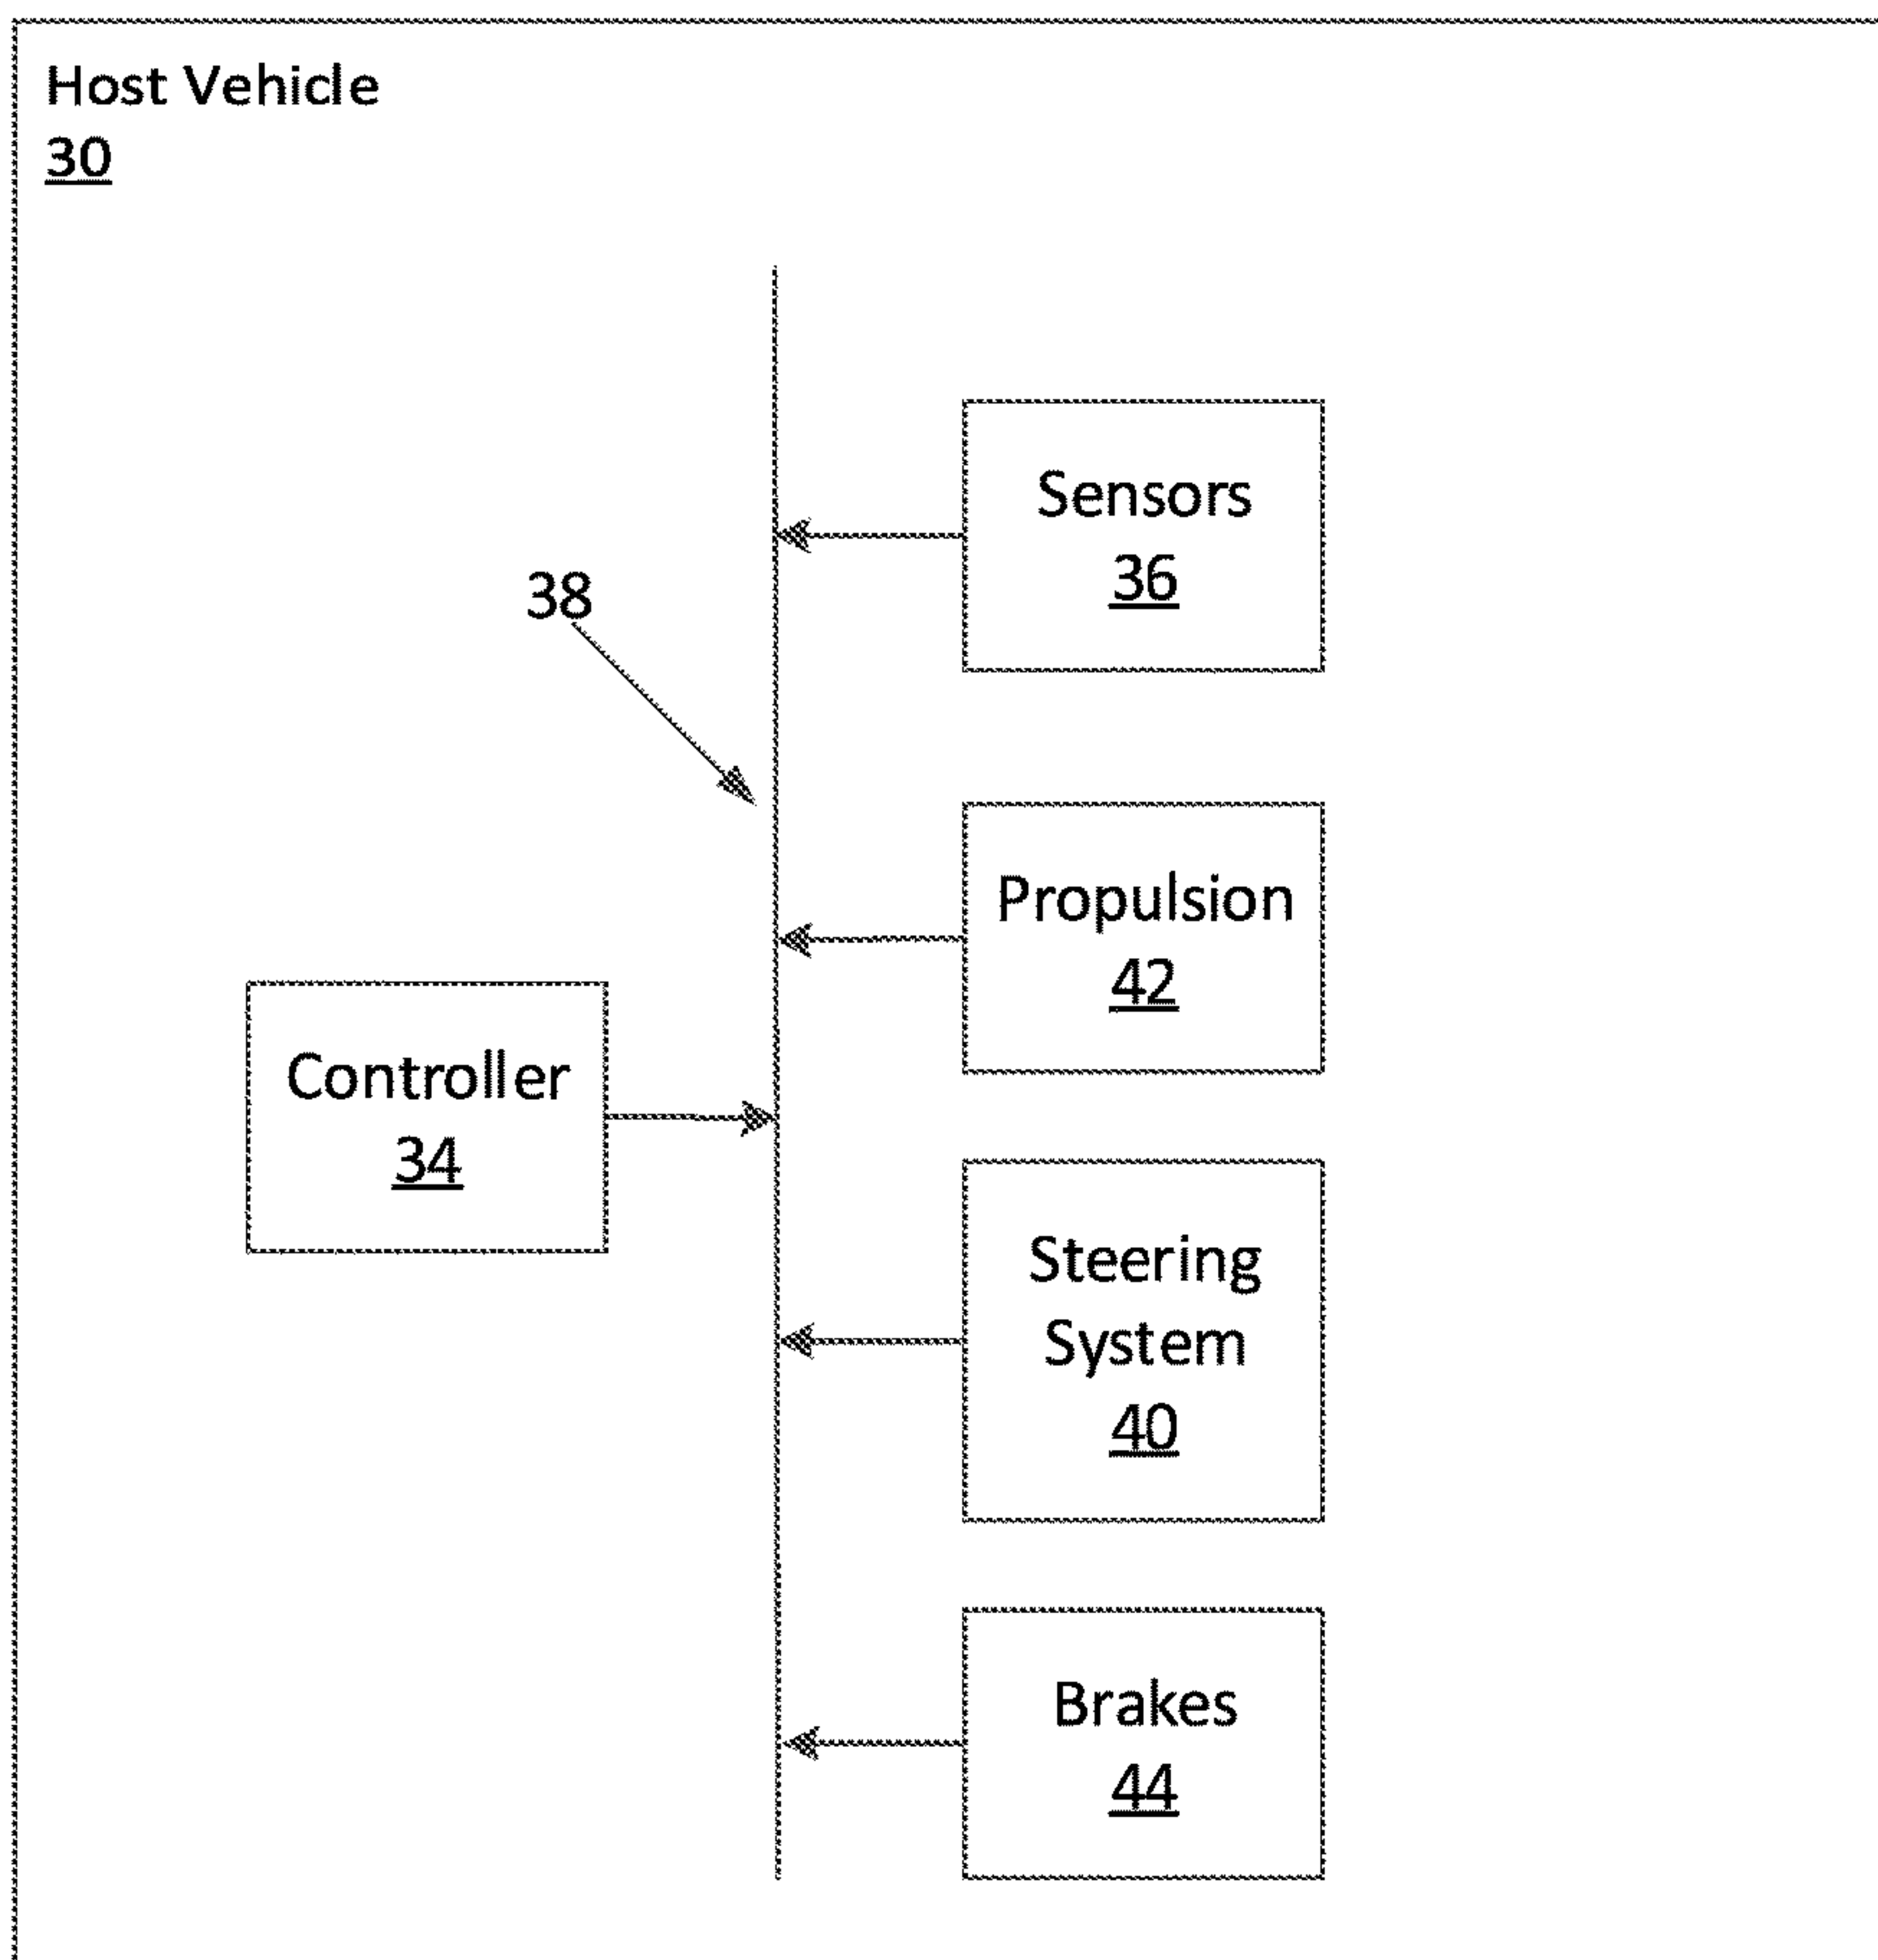 Host Vehicle
30
Sensors
36
38
Propulsion
42
Controller
34
Steering
System
40
Brakes
44